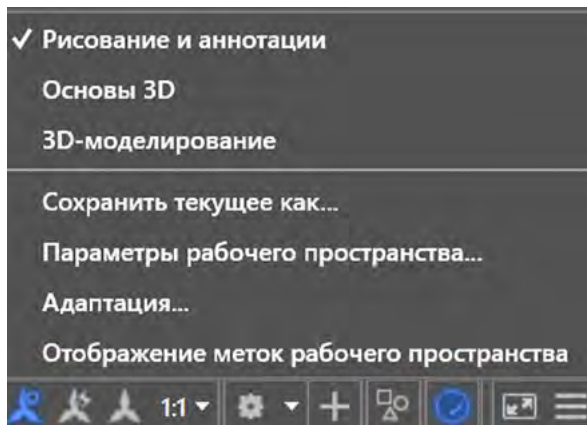 Рисование и аннотации
Основы 3D
3D-моделирование
Сохранить текущее как...
Параметры рабочего пространства...
Адаптация...
Отображение меток рабочего пространства
1:1